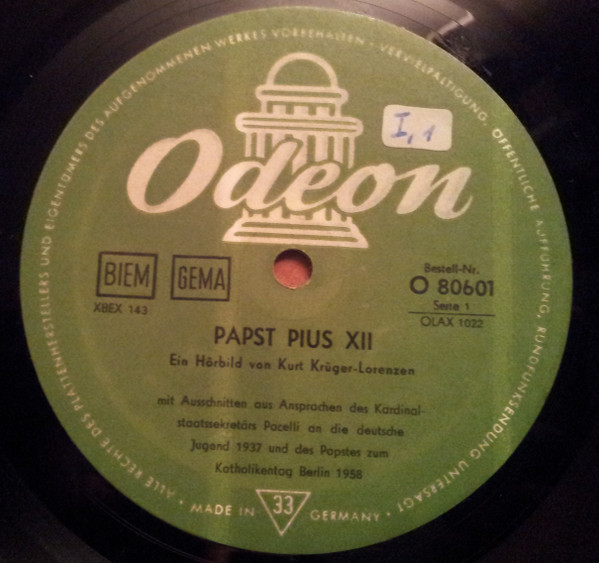 ALLE RECHTE DES PLATTENHERSTELLERS UND EIGENTÜMERS DES AUFGENOMMENEN WERKES VORBEHALTEN · VERVIELFÄLTIGUNG, ÖFFENTLICHE AUFFÜHRUNG, RUNDFUNKSENDUNG UNTERSAGT ·
I,1
Odeon
BIEM GEMA
XBEX 143
Bestell-Nr.
O 80601
Seite 1
OLAX 1022
PAPST PIUS XII
Ein Hörbild von Kurt Krüger-Lorenzen
mit Ausschnitten aus Ansprachen des Kardinal-
staatssekretärs Pacelli an die deutsche
Jugend 1937 und des Papstes zum
Katholikentag Berlin 1958
MADE IN 33 GERMANY ·